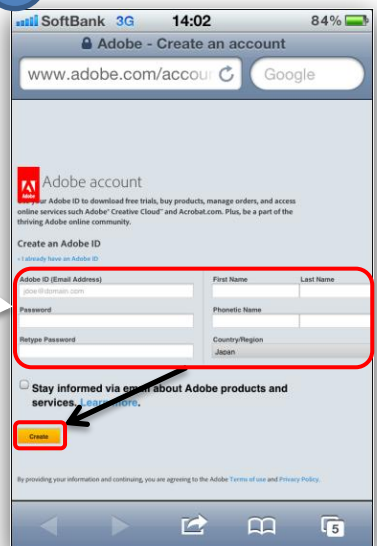 SoftBank 3G 14:02 84%
Adobe - Create an account
www.adobe.com/accour Google
Adobe
Adobe account
your Adobe ID to download free trials, buy products, manage orders, and access
online services such Adobe® Creative Cloud™ and Acrobat.com. Plus, be a part of the
thriving Adobe online community.
Create an Adobe ID
‹ I already have an Adobe ID
Adobe ID (Email Address) First Name Last Name
jdoe@domain.com
Password Phonetic Name
Retype Password Country/Region
Japan
Stay informed via email about Adobe products and
services. Learn more.
Create
By providing your information and continuing, you are agreeing to the Adobe Terms of use and Privacy Policy.
5